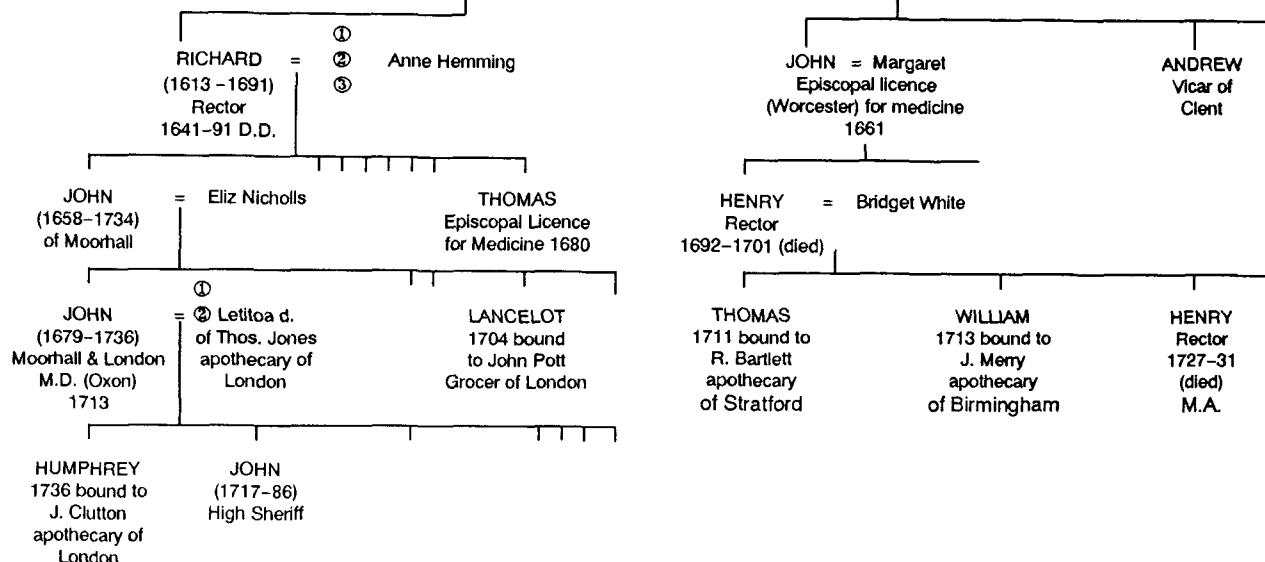 ①
RICHARD = ② Anne Hemming
(1613 –1691) ③
Rector
1641–91 D.D.
JOHN = Margaret
Episcopal licence
(Worcester) for medicine
1661
ANDREW
Vicar of
Clent
JOHN = Eliz Nicholls
(1658–1734)
of Moorhall
THOMAS
Episcopal Licence
for Medicine 1680
HENRY = Bridget White
Rector
1692–1701 (died)
①
JOHN = ② Letitoa d.
(1679–1736) of Thos. Jones
Moorhall & London apothecary of
M.D. (Oxon) London
1713
LANCELOT
1704 bound
to John Pott
Grocer of London
THOMAS
1711 bound to
R. Bartlett
apothecary
of Stratford
WILLIAM
1713 bound to
J. Merry
apothecary
of Birmingham
HENRY
Rector
1727–31
(died)
M.A.
HUMPHREY
1736 bound to
J. Clutton
apothecary of
London
JOHN
(1717–86)
High Sheriff